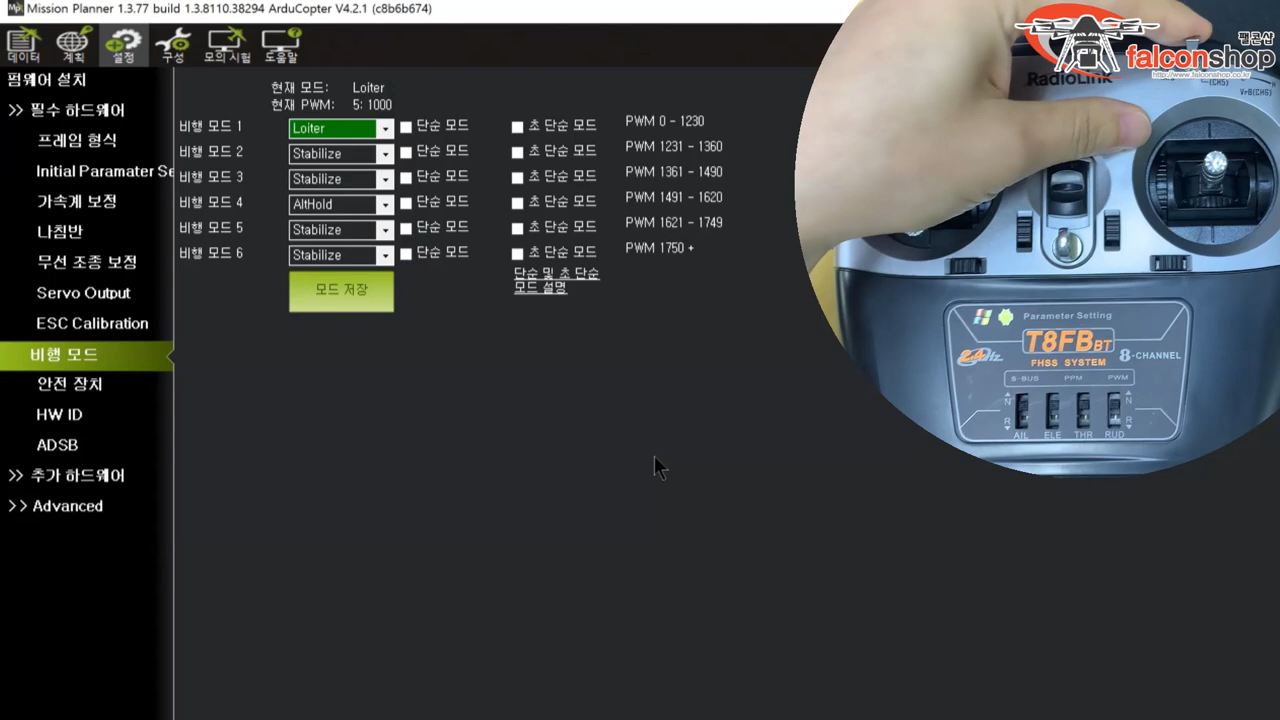 Mission Planner 1.3.77 build 1.3.8110.38294 ArduCopter V4.2.1 (c8b6b674)
데이터 계획 설정 구성 모의 시험 도움말
펌웨어 설치
>> 필수 하드웨어
프레임 형식
Initial Paramater Se
가속계 보정
나침반
무선 조종 보정
Servo Output
ESC Calibration
비행 모드
안전 장치
HW ID
ADSB
>> 추가 하드웨어
>> Advanced
현재 모드: Loiter
현재 PWM: 5: 1000
비행 모드 1 Loiter 단순 모드 초 단순 모드 PWM 0 - 1230
비행 모드 2 Stabilize 단순 모드 초 단순 모드 PWM 1231 - 1360
비행 모드 3 Stabilize 단순 모드 초 단순 모드 PWM 1361 - 1490
비행 모드 4 AltHold 단순 모드 초 단순 모드 PWM 1491 - 1620
비행 모드 5 Stabilize 단순 모드 초 단순 모드 PWM 1621 - 1749
비행 모드 6 Stabilize 단순 모드 초 단순 모드 PWM 1750 +
모드 저장
단순 및 초 단순
모드 설명
팰콘샵
falconshop
http://www.falconshop.co.kr
RadioLink
(CH5)
VrB(CH6)
Parameter Setting
T8FB BT
2.4GHz
FHSS SYSTEM
8-CHANNEL
S-BUS PPM PWM
N N
R R
AIL ELE THR RUD